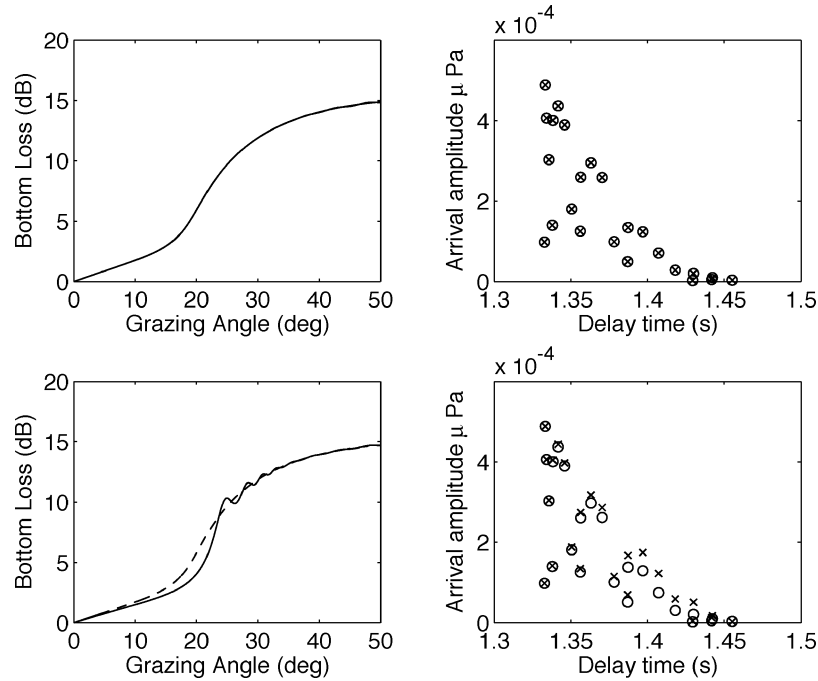 20
15
10
5
0
0 10 20 30 40 50
Bottom Loss (dB)
Grazing Angle (deg)
x 10⁻⁴
4
2
0
1.3 1.35 1.4 1.45 1.5
Arrival amplitude μ Pa
Delay time (s)
20
15
10
5
0
0 10 20 30 40 50
Bottom Loss (dB)
Grazing Angle (deg)
x 10⁻⁴
4
2
0
1.3 1.35 1.4 1.45 1.5
Arrival amplitude μ Pa
Delay time (s)